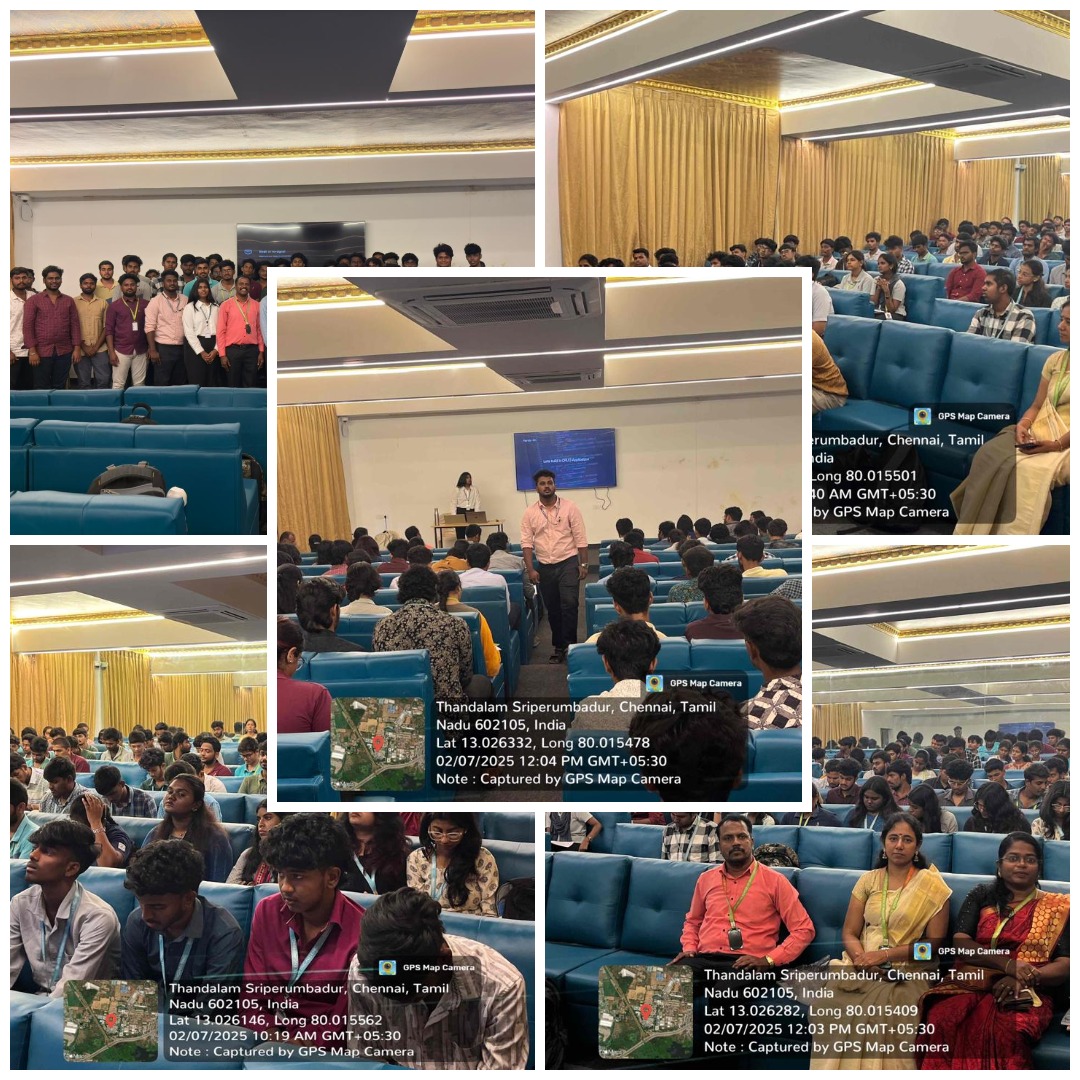 GPS Map Camera
erumbadur, Chennai, Tamil
ndia
Long 80.015501
40 AM GMT+05:30
by GPS Map Camera
GPS Map Camera
Thandalam Sriperumbadur, Chennai, Tamil
Nadu 602105, India
Lat 13.026332, Long 80.015478
02/07/2025 12:04 PM GMT+05:30
Note : Captured by GPS Map Camera
GPS Map Camera
Thandalam Sriperumbadur, Chennai, Tamil
Nadu 602105, India
Lat 13.026146, Long 80.015562
02/07/2025 10:19 AM GMT+05:30
Note : Captured by GPS Map Camera
GPS Map Camera
Thandalam Sriperumbadur, Chennai, Tamil
Nadu 602105, India
Lat 13.026282, Long 80.015409
02/07/2025 12:03 PM GMT+05:30
Note : Captured by GPS Map Camera